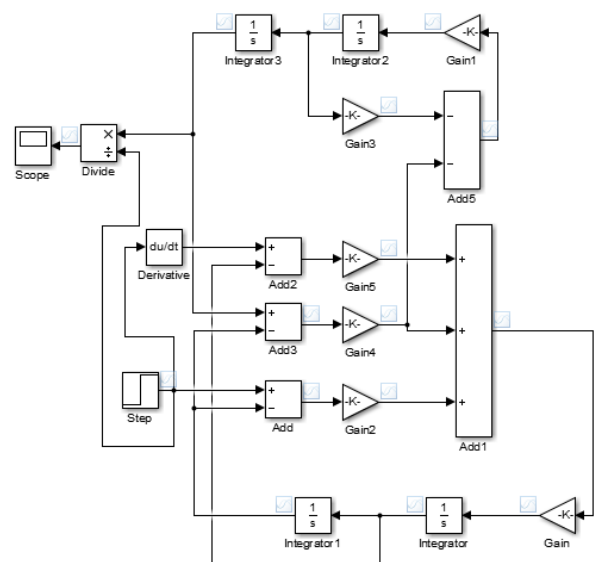 1
s
Integrator3
1
s
Integrator2
-K-
Gain1
-K-
Gain3
−
−
Add5
Scope
×
÷
Divide
du/dt
Derivative
+
−
Add2
-K-
Gain5
+
−
Add3
-K-
Gain4
Step
+
−
Add
-K-
Gain2
+
+
+
Add1
1
s
Integrator1
1
s
Integrator
-K-
Gain